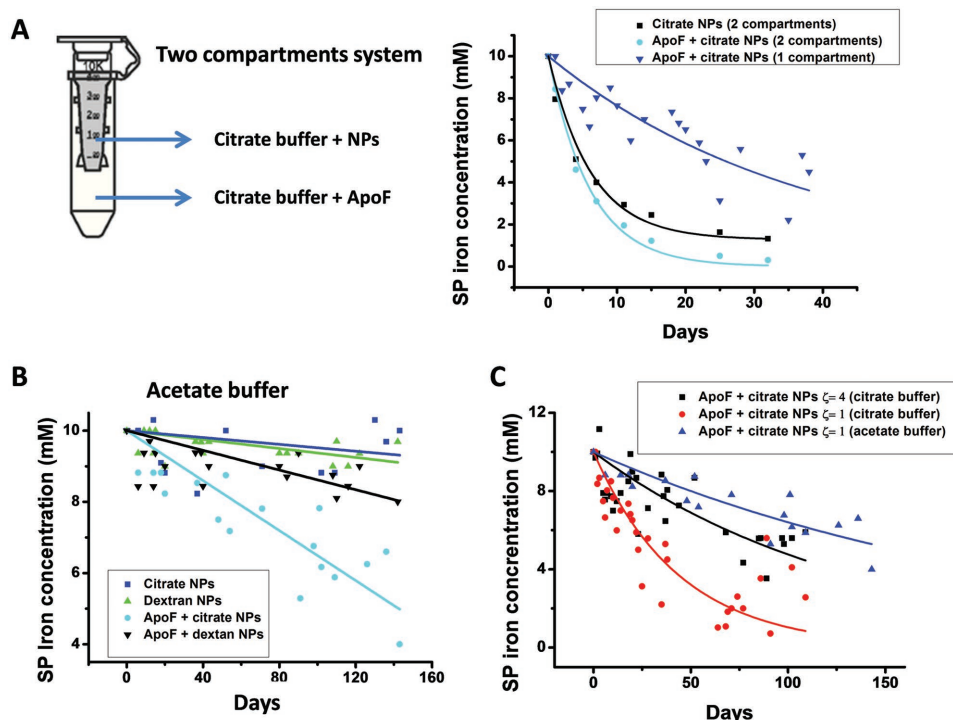 A
Two compartments system
10K
Citrate buffer + NPs
Citrate buffer + ApoF
Citrate NPs (2 compartments)
ApoF + citrate NPs (2 compartments)
ApoF + citrate NPs (1 compartment)
SP iron concentration (mM)
10
8
6
4
2
0
0 10 20 30 40
Days
B
Acetate buffer
SP iron concentration (mM)
10
8
6
4
Citrate NPs
Dextran NPs
ApoF + citrate NPs
ApoF + dextan NPs
0 40 80 120 160
Days
C
ApoF + citrate NPs ζ= 4 (citrate buffer)
ApoF + citrate NPs ζ= 1 (citrate buffer)
ApoF + citrate NPs ζ= 1 (acetate buffer)
SP Iron concrentration (mM)
12
8
4
0
0 50 100 150
Days